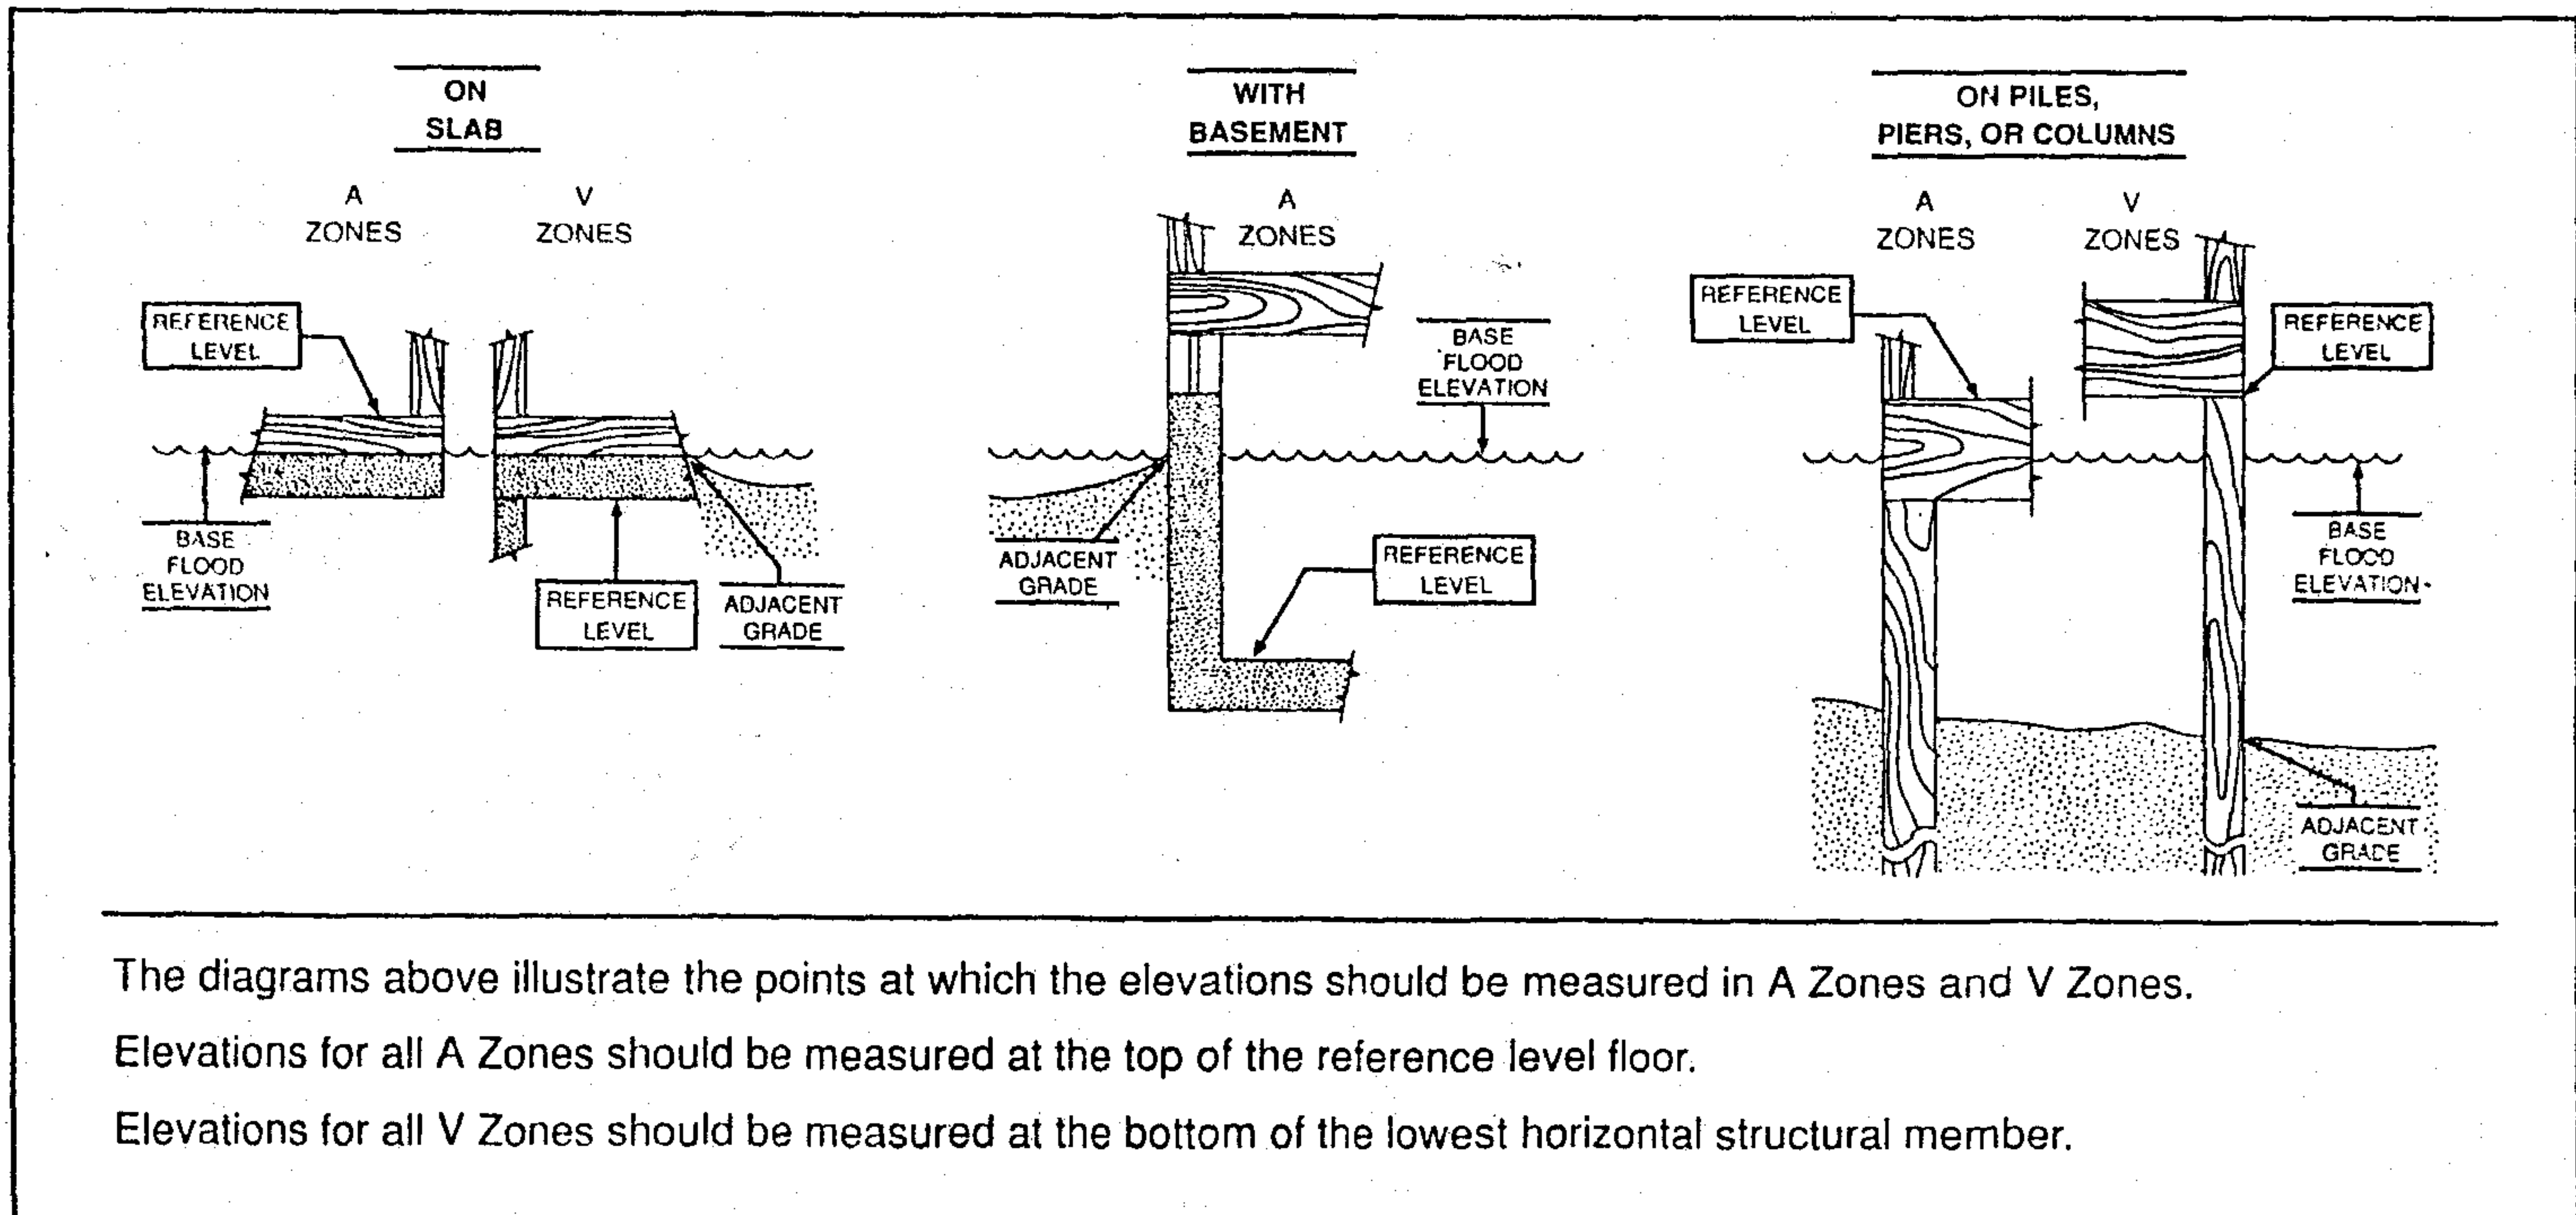 ON
SLAB
A
ZONES
V
ZONES
REFERENCE
LEVEL
BASE
FLOOD
ELEVATION
REFERENCE
LEVEL
ADJACENT
GRADE
WITH
BASEMENT
A
ZONES
BASE
FLOOD
ELEVATION
ADJACENT
GRADE
REFERENCE
LEVEL
ON PILES,
PIERS, OR COLUMNS
A
ZONES
V
ZONES
REFERENCE
LEVEL
REFERENCE
LEVEL
BASE
FLOOD
ELEVATION
ADJACENT
GRADE
The diagrams above illustrate the points at which the elevations should be measured in A Zones and V Zones.
Elevations for all A Zones should be measured at the top of the reference level floor.
Elevations for all V Zones should be measured at the bottom of the lowest horizontal structural member.